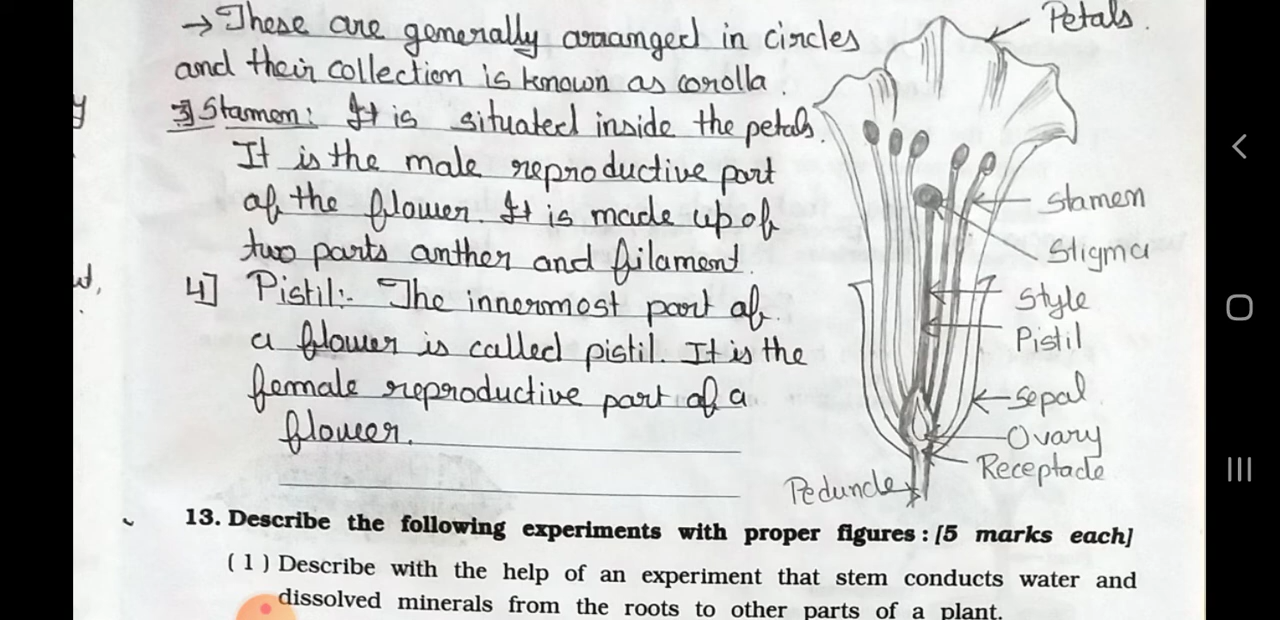 → These are generally arranged in circles
and their collection is known as corolla.
3] Stamen: It is situated inside the petals.
It is the male reproductive part
of the flower. It is made up of
two parts anther and filament.
4] Pistil:- The innermost part of
a flower is called pistil. It is the
female reproductive part of a
flower.
Petals.
Stamen
Stigma
Style
Pistil
Sepal
Ovary
Receptacle
Peduncle
13. Describe the following experiments with proper figures : [5 marks each]
( 1 ) Describe with the help of an experiment that stem conducts water and
dissolved minerals from the roots to other parts of a plant.